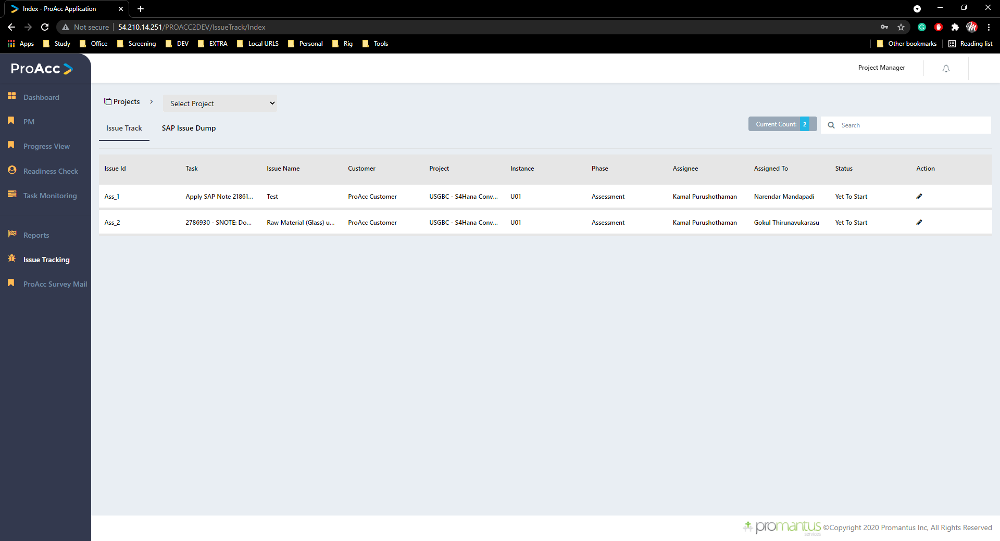 Index - ProAcc Application
Not secure
54.210.14.251/PROACC2DEV/IssueTrack/Index
Apps Study Office Screening DEV EXTRA Local URLS Personal Rig Tools Other bookmarks Reading list
ProAcc
Project Manager
Dashboard
PM
Progress View
Readiness Check
Task Monitoring
Reports
Issue Tracking
ProAcc Survey Mail
Projects > Select Project
Issue Track SAP Issue Dump
Current Count: 2 Search
Issue Id Task Issue Name Customer Project Instance Phase Assignee Assigned To Status Action
Ass_1 Apply SAP Note 21861... Test ProAcc Customer USGBC - S4Hana Conv... U01 Assessment Kamal Purushothaman Narendar Mandapadi Yet To Start
Ass_2 2786930 - SNOTE: Do... Raw Material (Glass) u... ProAcc Customer USGBC - S4Hana Conv... U01 Assessment Kamal Purushothaman Gokul Thirunavukarasu Yet To Start
promantus
services
©Copyright 2020 Promantus Inc, All Rights Reserved